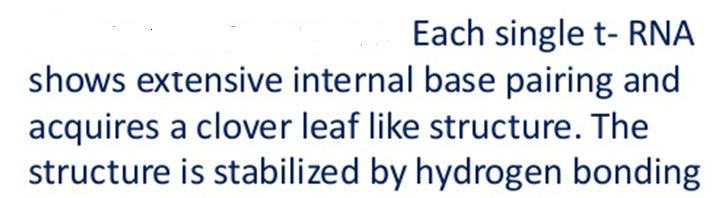 Each single t- RNA
shows extensive internal base pairing and
acquires a clover leaf like structure. The
structure is stabilized by hydrogen bonding